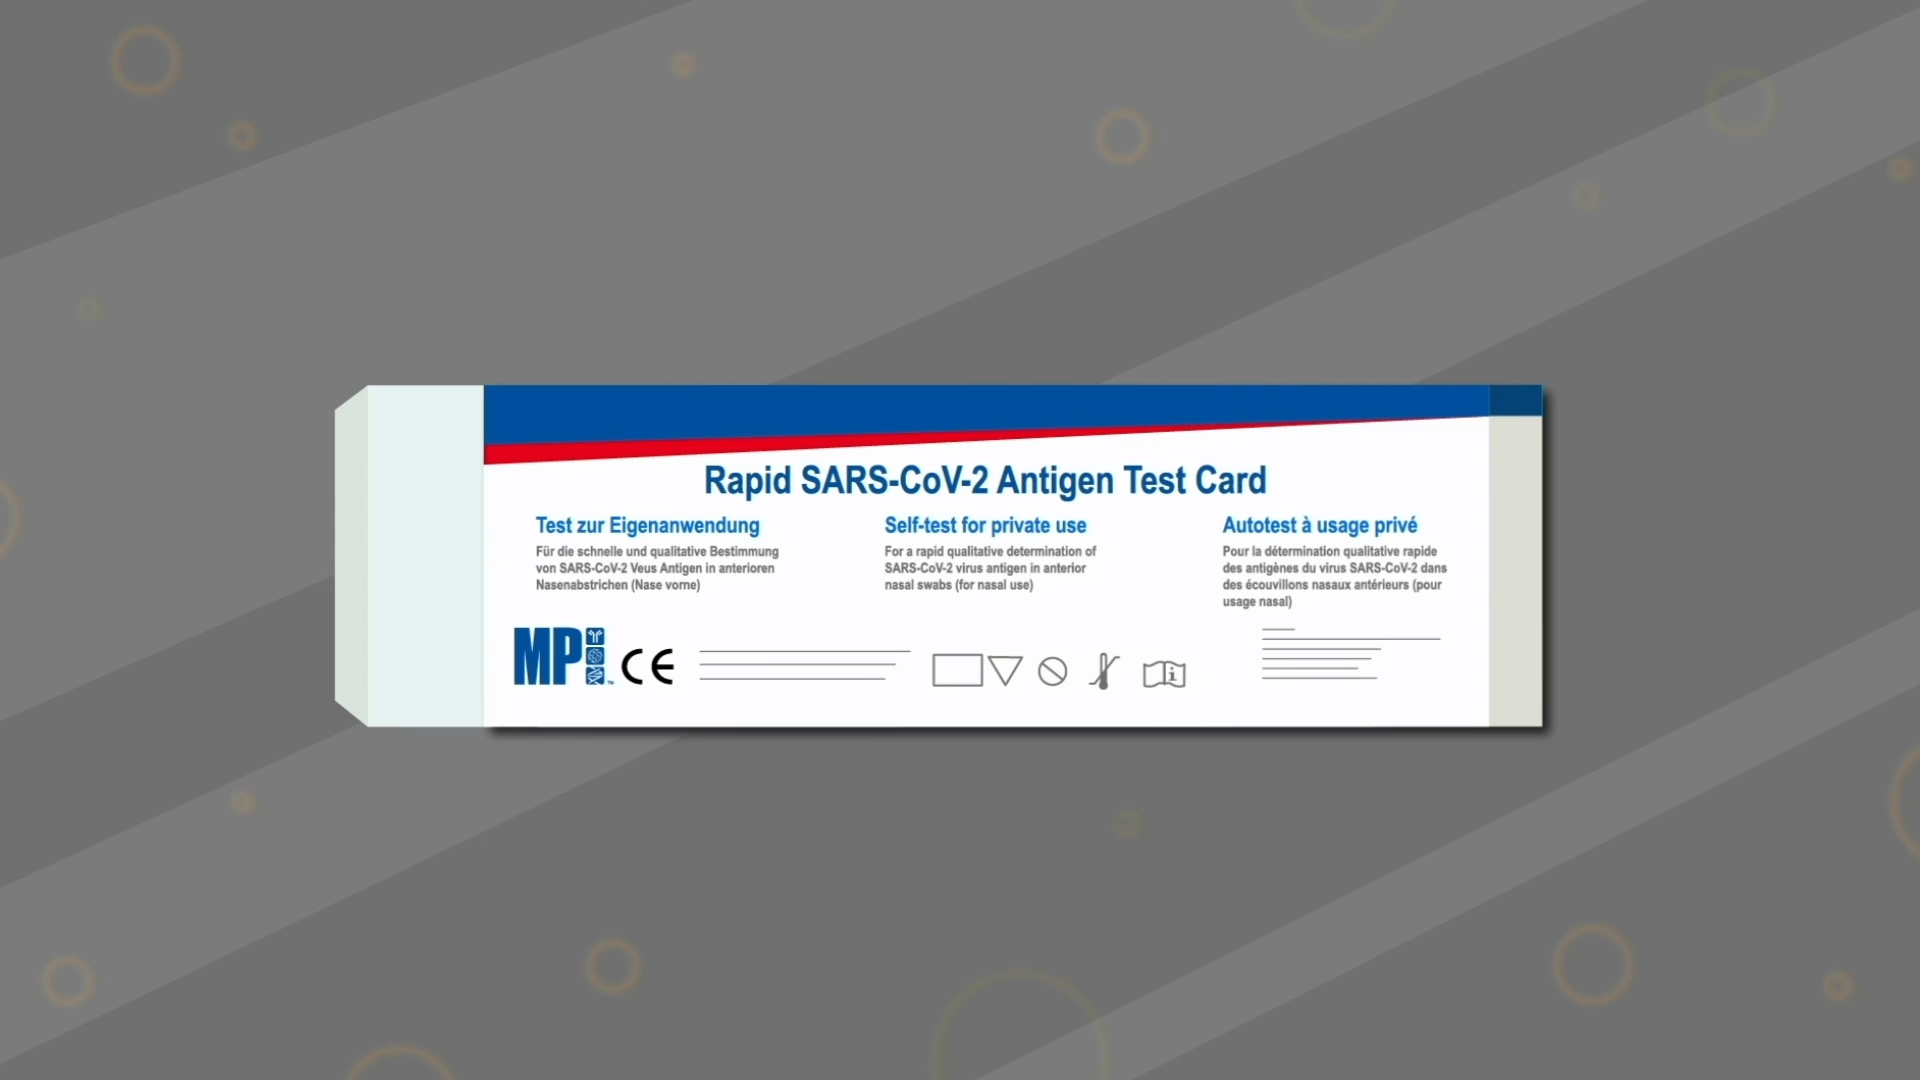 Rapid SARS-CoV-2 Antigen Test Card
Test zur Eigenanwendung
Für die schnelle und qualitative Bestimmung
von SARS-CoV-2 Veus Antigen in anterioren
Nasenabstrichen (Nase vorne)
Self-test for private use
For a rapid qualitative determination of
SARS-CoV-2 virus antigen in anterior
nasal swabs (for nasal use)
Autotest à usage privé
Pour la détermination qualitative rapide
des antigènes du virus SARS-CoV-2 dans
des écouvillons nasaux antérieurs (pour
usage nasal)
MP
™
CE
i